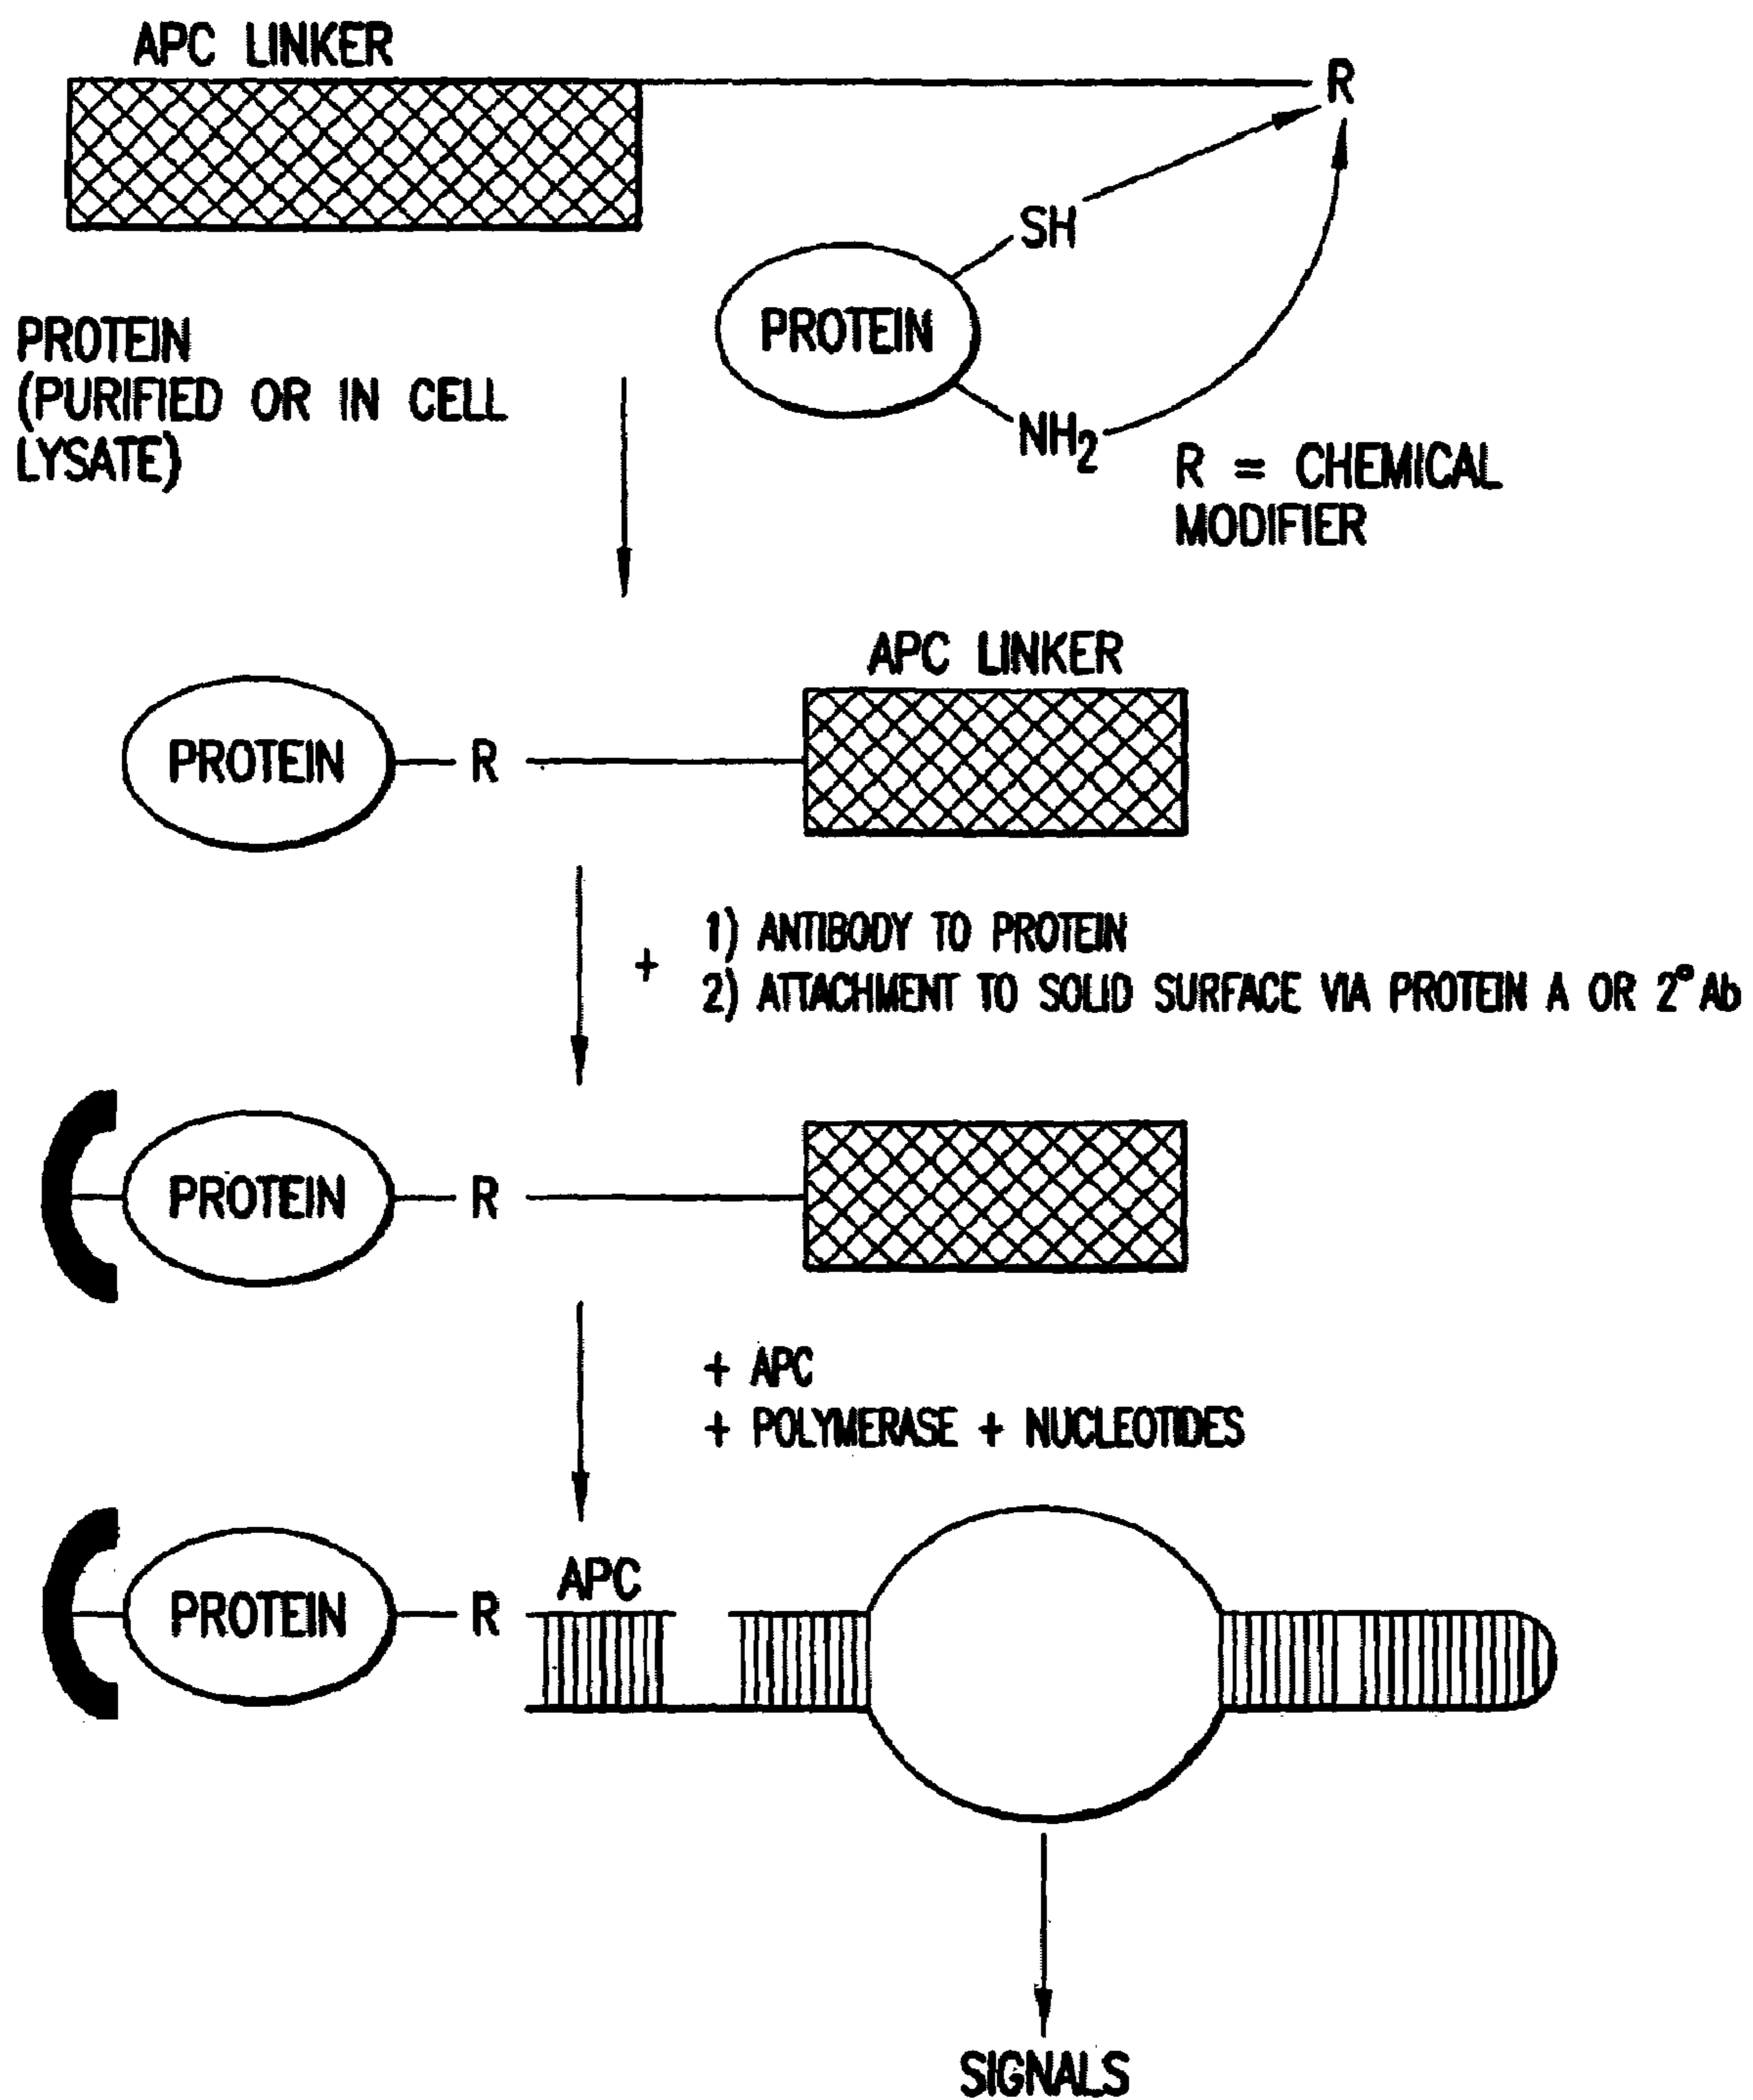 APC LINKER
R
SH
PROTEIN
NH₂
PROTEIN
(PURIFIED OR IN CELL
LYSATE)
R = CHEMICAL
MODIFIER
APC LINKER
PROTEIN
R
+
1) ANTIBODY TO PROTEIN
2) ATTACHMENT TO SOLID SURFACE VIA PROTEIN A OR 2° Ab
PROTEIN
R
+ APC
+ POLYMERASE + NUCLEOTIDES
APC
PROTEIN
R
SIGNALS